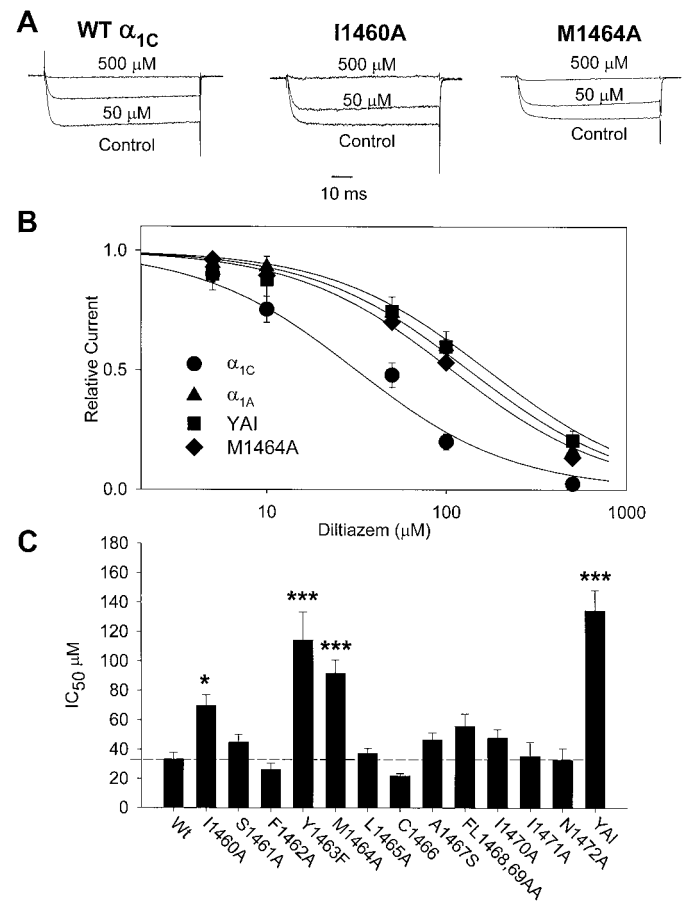 A
WT α1C
I1460A
M1464A
500 μM
500 μM
500 μM
50 μM
50 μM
50 μM
Control
Control
Control
10 ms
B
1.0
0.5
0.0
Relative Current
α1C
α1A
YAI
M1464A
10
100
1000
Diltiazem (μM)
C
180
160
140
120
100
80
60
40
20
0
IC50 μM
*
***
***
***
Wt
I1460A
S1461A
F1462A
Y1463F
M1464A
L1465A
C1466
A1467S
FL1468,69AA
I1470A
I1471A
N1472A
YAI